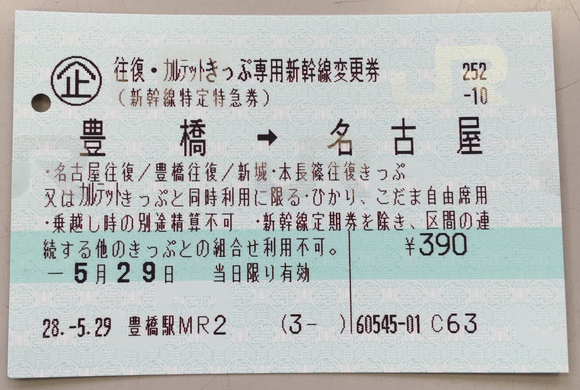 企 往復・カルテットきっぷ専用新幹線変更券 252
(新幹線特定特急券) -10
JR
豊橋 → 名古屋
・名古屋往復/豊橋往復/新城・本長篠往復きっぷ
又はカルテットきっぷと同時利用に限る・ひかり、こだま自由席用
・乗越し時の別途精算不可 ・新幹線定期券を除き、区間の連
続する他のきっぷとの組合せ利用不可。 ¥390
-5月29日 当日限り有効
28.-5.29 豊橋駅MR2 (3- )60545-01 C63